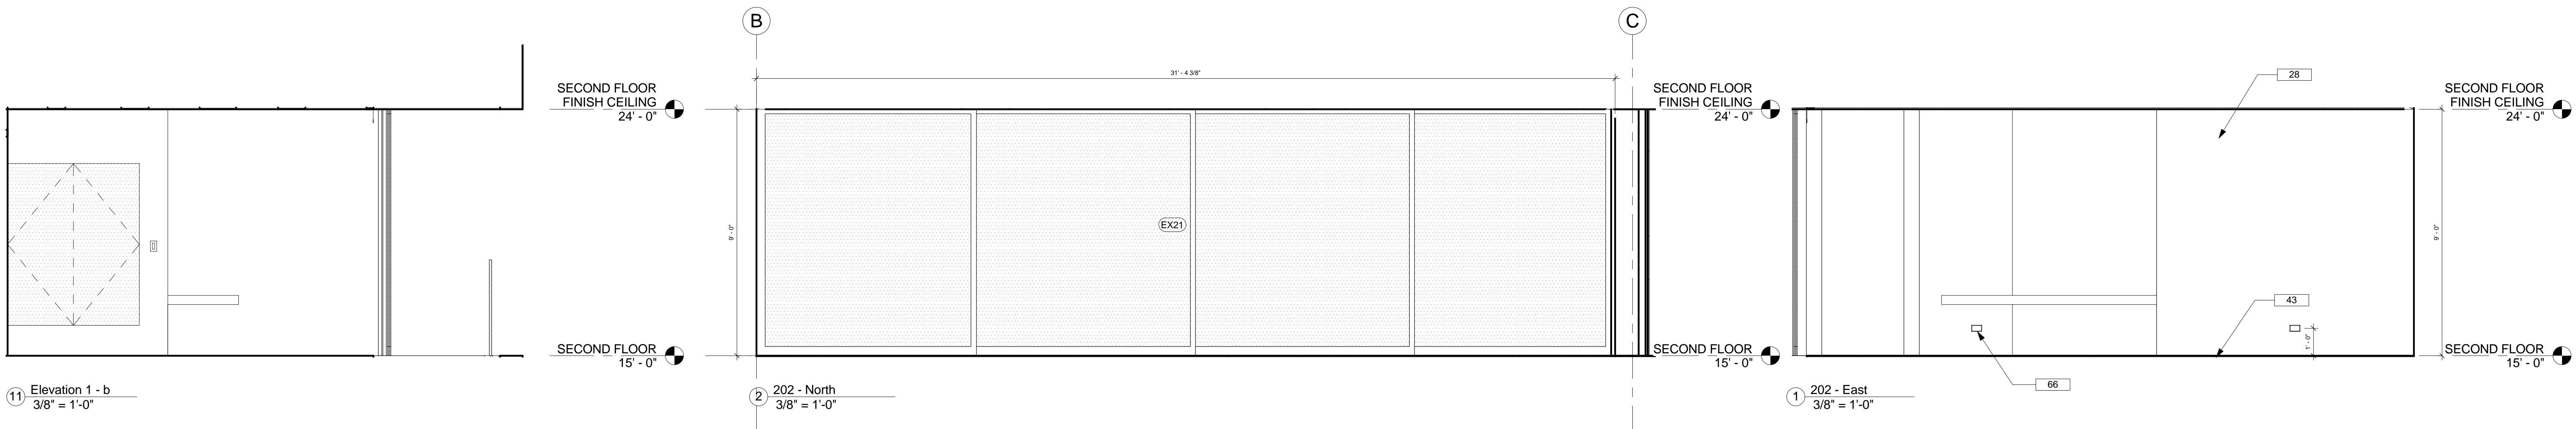 B
C
31' - 4 3/8"
28
SECOND FLOOR
FINISH CEILING
24' - 0"
SECOND FLOOR
FINISH CEILING
24' - 0"
SECOND FLOOR
FINISH CEILING
24' - 0"
9' - 0"
EX21
9' - 0"
43
1' - 0"
SECOND FLOOR
15' - 0"
SECOND FLOOR
15' - 0"
SECOND FLOOR
15' - 0"
66
11
Elevation 1 - b
3/8" = 1'-0"
2
202 - North
3/8" = 1'-0"
1
202 - East
3/8" = 1'-0"